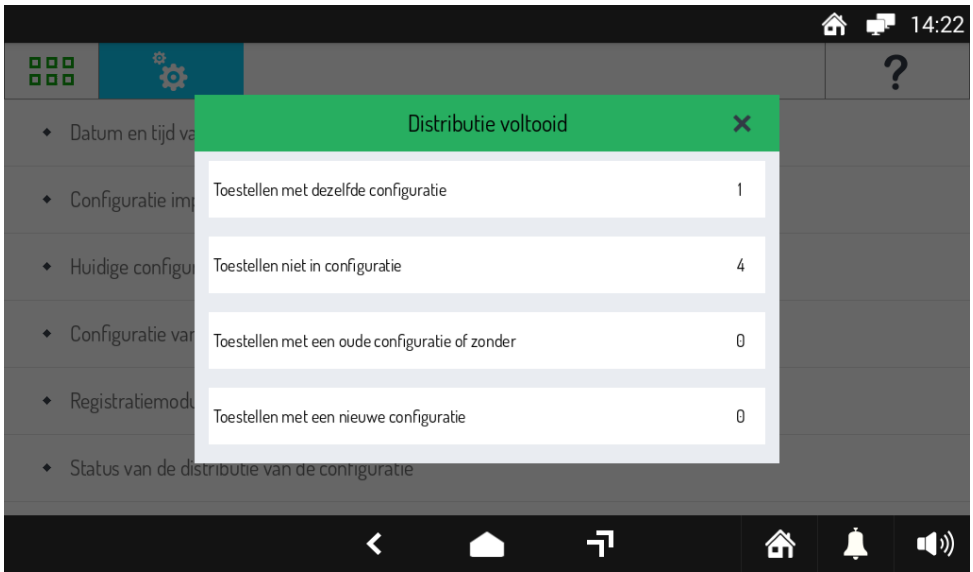 14:22
?
Distributie voltooid
Datum en tijd va
Toestellen met dezelfde configuratie 1
Configuratie imp
Huidige configu
Toestellen niet in configuratie 4
Configuratie van
Toestellen met een oude configuratie of zonder 0
Registratiemodu
Toestellen met een nieuwe configuratie 0
Status van de distributie van de configuratie